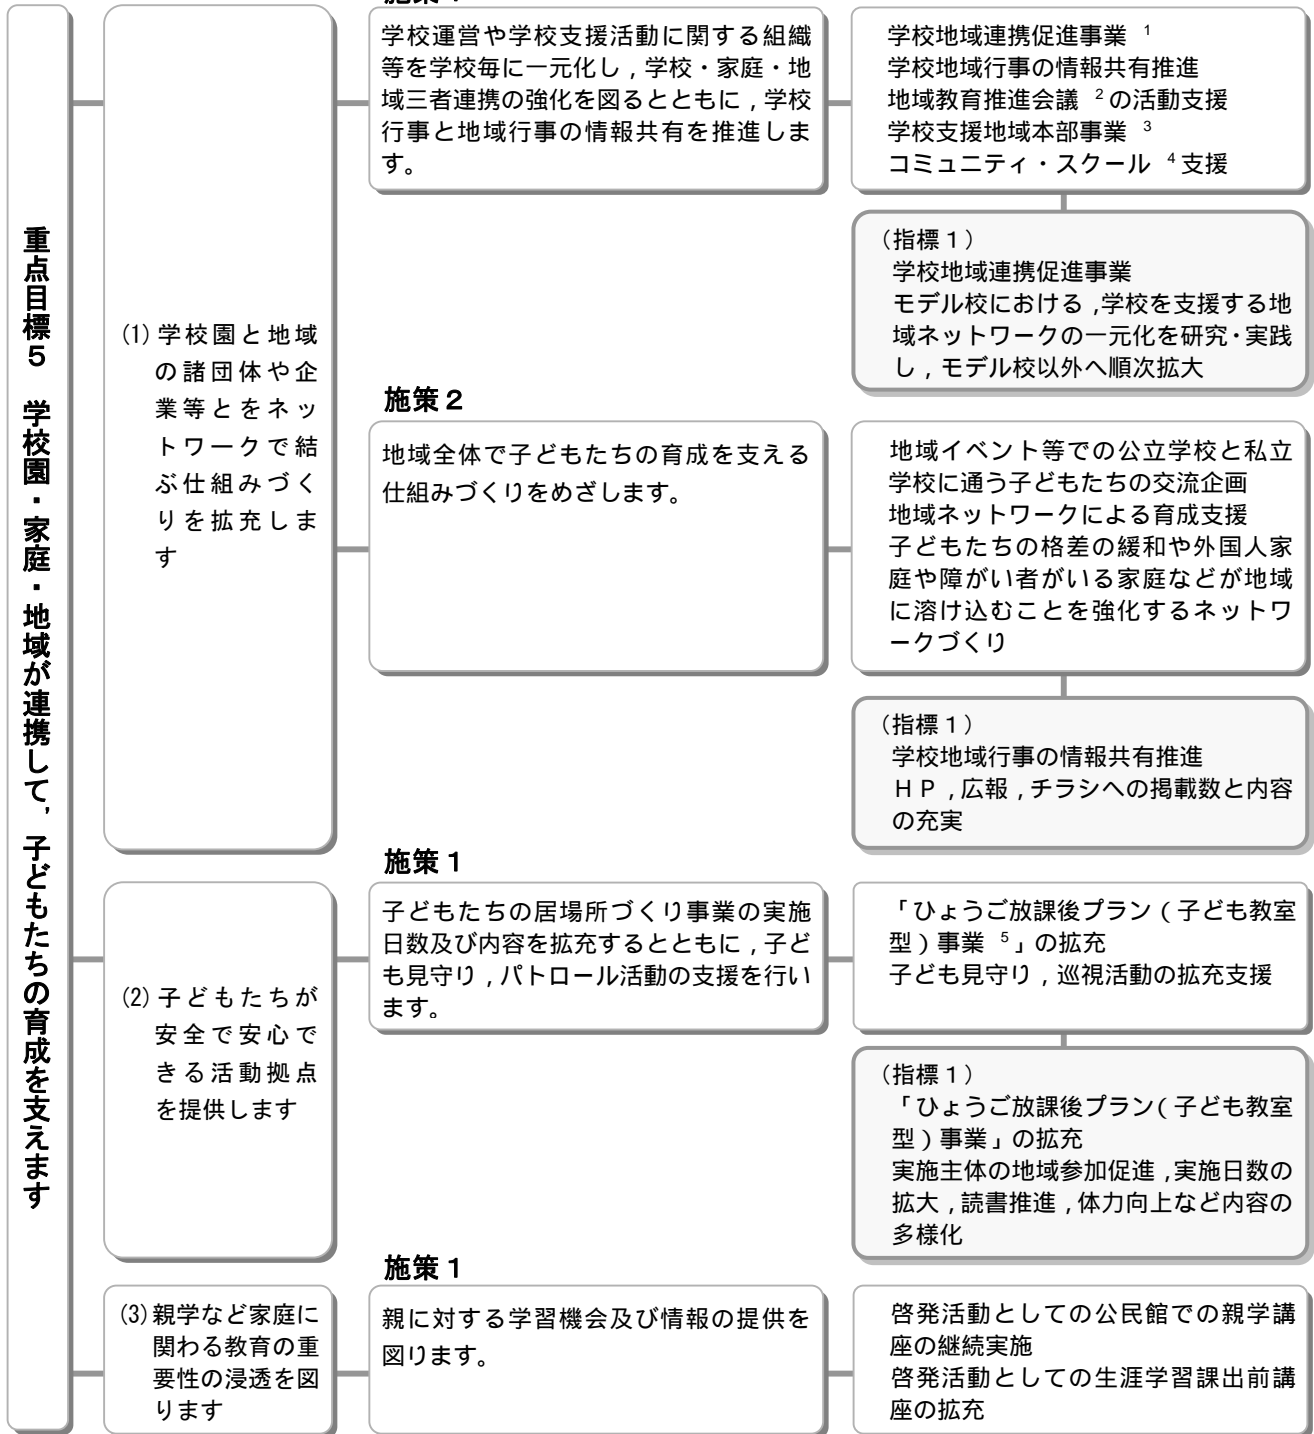 重点目標５　学校園・家庭・地域が連携して，子どもたちの育成を支えます
(1) 学校園と地域
の諸団体や企
業等とをネッ
トワークで結
ぶ仕組みづく
りを拡充しま
す
学校運営や学校支援活動に関する組織
等を学校毎に一元化し，学校・家庭・地
域三者連携の強化を図るとともに，学校
行事と地域行事の情報共有を推進しま
す。
学校地域連携促進事業 1
学校地域行事の情報共有推進
地域教育推進会議 2 の活動支援
学校支援地域本部事業 3
コミュニティ・スクール 4 支援
（指標１）
学校地域連携促進事業
モデル校における，学校を支援する地
域ネットワークの一元化を研究・実践
し，モデル校以外へ順次拡大
施策２
地域全体で子どもたちの育成を支える
仕組みづくりをめざします。
地域イベント等での公立学校と私立
学校に通う子どもたちの交流企画
地域ネットワークによる育成支援
子どもたちの格差の緩和や外国人家
庭や障がい者がいる家庭などが地域
に溶け込むことを強化するネットワ
ークづくり
（指標１）
学校地域行事の情報共有推進
ＨＰ，広報，チラシへの掲載数と内容
の充実
(2) 子どもたちが
安全で安心で
きる活動拠点
を提供します
施策１
子どもたちの居場所づくり事業の実施
日数及び内容を拡充するとともに，子ど
も見守り，パトロール活動の支援を行い
ます。
「ひょうご放課後プラン（子ども教室
型）事業 5」の拡充
子ども見守り，巡視活動の拡充支援
（指標１）
「ひょうご放課後プラン（子ども教室
型）事業」の拡充
実施主体の地域参加促進，実施日数の
拡大，読書推進，体力向上など内容の
多様化
(3) 親学など家庭に
関わる教育の重
要性の浸透を図
ります
施策１
親に対する学習機会及び情報の提供を
図ります。
啓発活動としての公民館での親学講
座の継続実施
啓発活動としての生涯学習課出前講
座の拡充